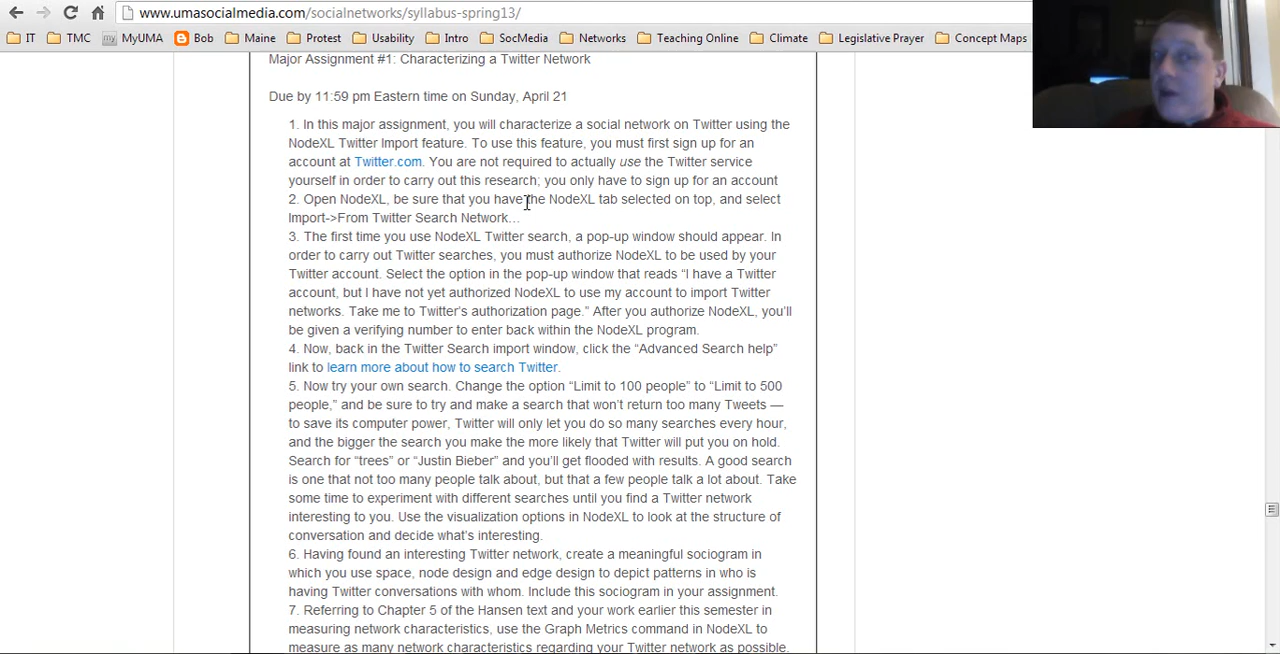 www.umasocialmedia.com/socialnetworks/syllabus-spring13/
IT TMC my MyUMA Bob Maine Protest Usability Intro SocMedia Networks Teaching Online Climate Legislative Prayer Concept Maps
Major Assignment #1: Characterizing a Twitter Network
Due by 11:59 pm Eastern time on Sunday, April 21
1. In this major assignment, you will characterize a social network on Twitter using the
NodeXL Twitter Import feature. To use this feature, you must first sign up for an
account at Twitter.com. You are not required to actually use the Twitter service
yourself in order to carry out this research; you only have to sign up for an account
2. Open NodeXL, be sure that you have the NodeXL tab selected on top, and select
Import->From Twitter Search Network…
3. The first time you use NodeXL Twitter search, a pop-up window should appear. In
order to carry out Twitter searches, you must authorize NodeXL to be used by your
Twitter account. Select the option in the pop-up window that reads “I have a Twitter
account, but I have not yet authorized NodeXL to use my account to import Twitter
networks. Take me to Twitter’s authorization page.” After you authorize NodeXL, you’ll
be given a verifying number to enter back within the NodeXL program.
4. Now, back in the Twitter Search import window, click the “Advanced Search help”
link to learn more about how to search Twitter.
5. Now try your own search. Change the option “Limit to 100 people” to “Limit to 500
people,” and be sure to try and make a search that won’t return too many Tweets —
to save its computer power, Twitter will only let you do so many searches every hour,
and the bigger the search you make the more likely that Twitter will put you on hold.
Search for “trees” or “Justin Bieber” and you’ll get flooded with results. A good search
is one that not too many people talk about, but that a few people talk a lot about. Take
some time to experiment with different searches until you find a Twitter network
interesting to you. Use the visualization options in NodeXL to look at the structure of
conversation and decide what’s interesting.
6. Having found an interesting Twitter network, create a meaningful sociogram in
which you use space, node design and edge design to depict patterns in who is
having Twitter conversations with whom. Include this sociogram in your assignment.
7. Referring to Chapter 5 of the Hansen text and your work earlier this semester in
measuring network characteristics, use the Graph Metrics command in NodeXL to
measure as many network characteristics regarding your Twitter network as possible.